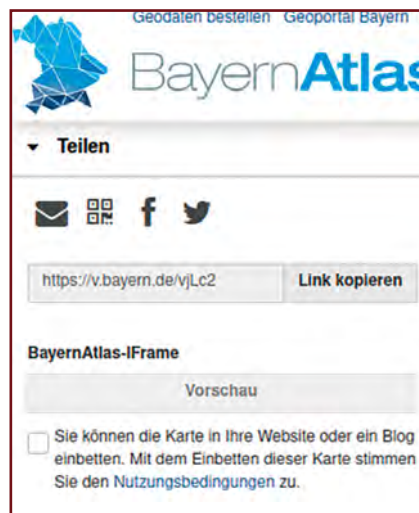 Geodaten bestellen Geoportal Bayern
BayernAtlas
Teilen
https://v.bayern.de/vjLc2 Link kopieren
BayernAtlas-IFrame
Vorschau
Sie können die Karte in Ihre Website oder ein Blog
einbetten. Mit dem Einbetten dieser Karte stimmen
Sie den Nutzungsbedingungen zu.